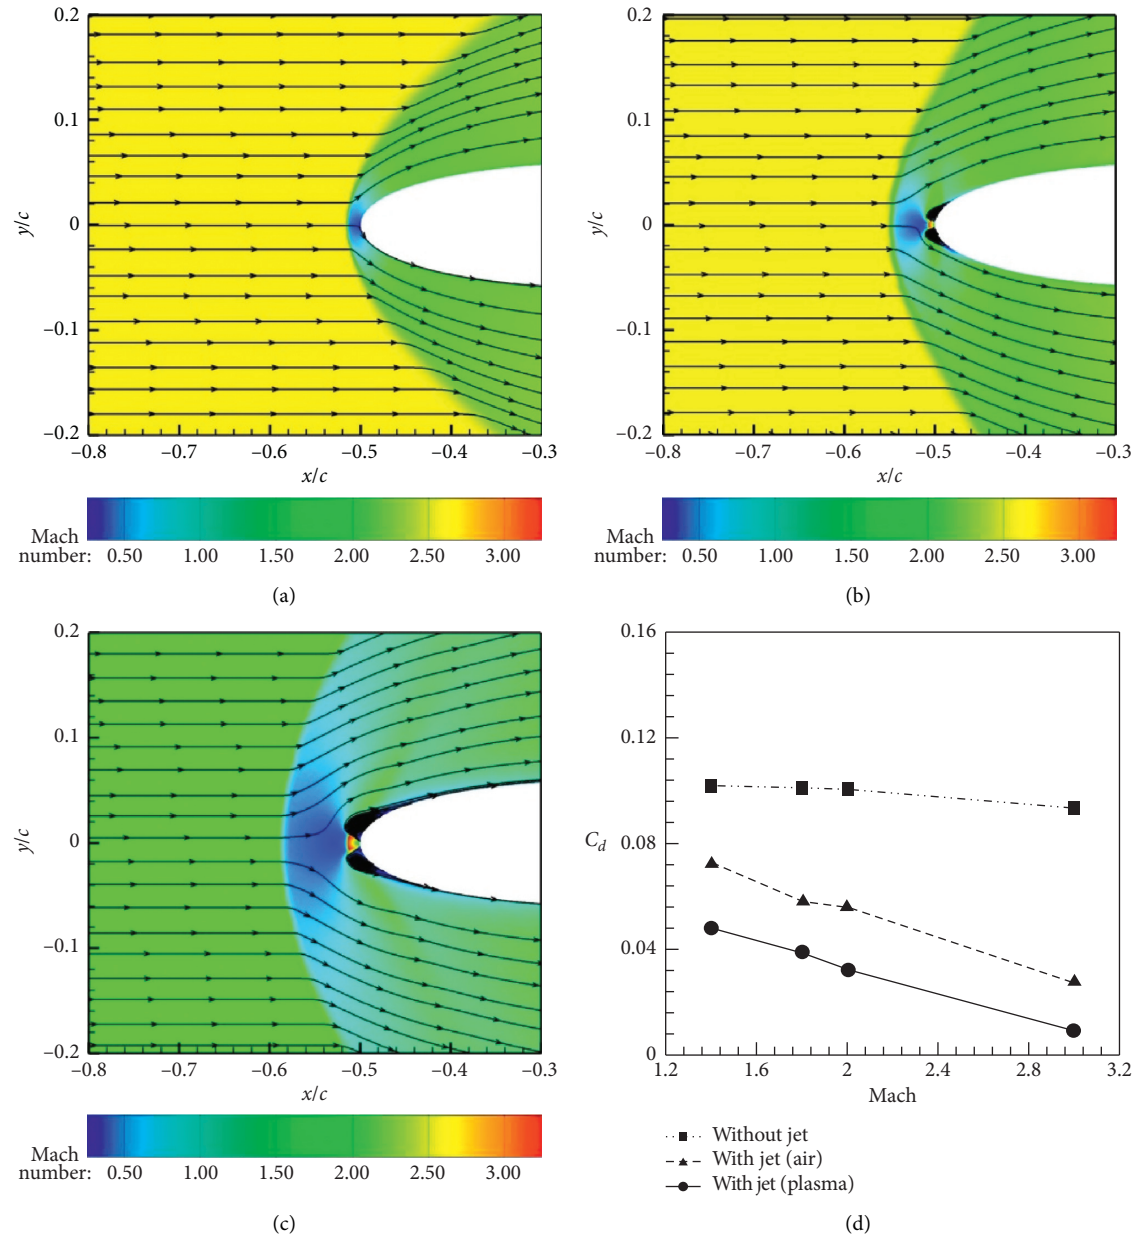 0.2
0.1
0
−0.1
−0.2
y/c
−0.8 −0.7 −0.6 −0.5 −0.4 −0.3
x/c
Mach number: 0.50 1.00 1.50 2.00 2.50 3.00
(a)
0.2
0.1
0
−0.1
−0.2
y/c
−0.8 −0.7 −0.6 −0.5 −0.4 −0.3
x/c
Mach number: 0.50 1.00 1.50 2.00 2.50 3.00
(b)
0.2
0.1
0
−0.1
−0.2
y/c
−0.8 −0.7 −0.6 −0.5 −0.4 −0.3
x/c
Mach number: 0.50 1.00 1.50 2.00 2.50 3.00
(c)
0.16
0.12
0.08
0.04
0
Cd
1.2 1.6 2 2.4 2.8 3.2
Mach
Without jet
With jet (air)
With jet (plasma)
(d)